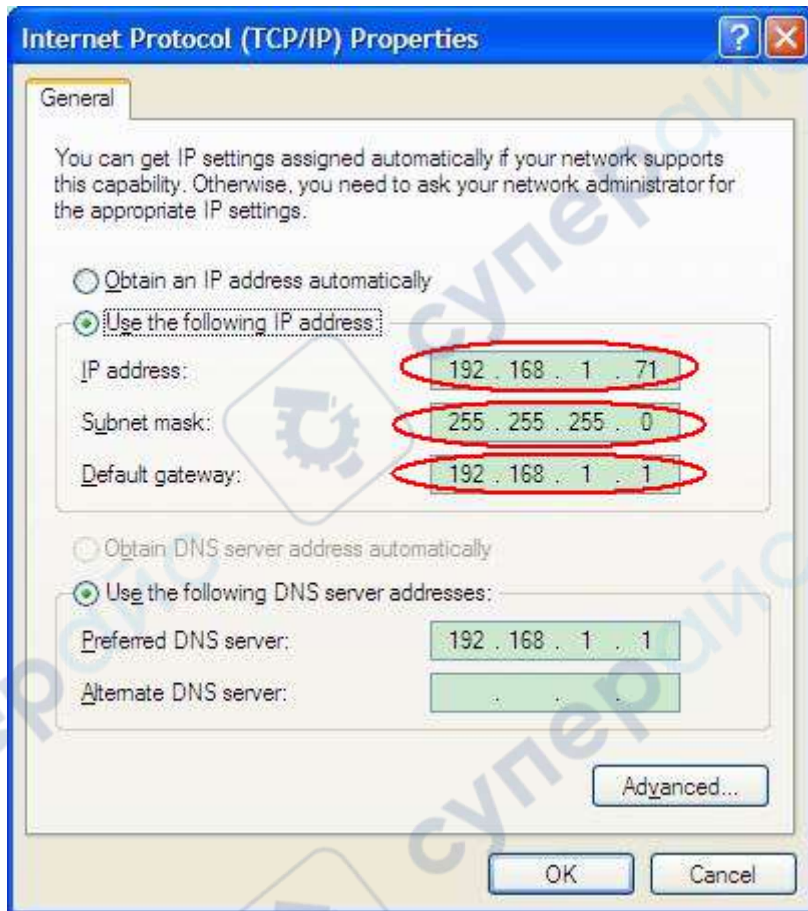 Internet Protocol (TCP/IP) Properties
General
You can get IP settings assigned automatically if your network supports
this capability. Otherwise, you need to ask your network administrator for
the appropriate IP settings.
Obtain an IP address automatically
Use the following IP address:
IP address: 192 . 168 . 1 . 71
Subnet mask: 255 . 255 . 255 . 0
Default gateway: 192 . 168 . 1 . 1
Obtain DNS server address automatically
Use the following DNS server addresses:
Preferred DNS server: 192 . 168 . 1 . 1
Alternate DNS server: . . .
Advanced...
OK Cancel
суперайс